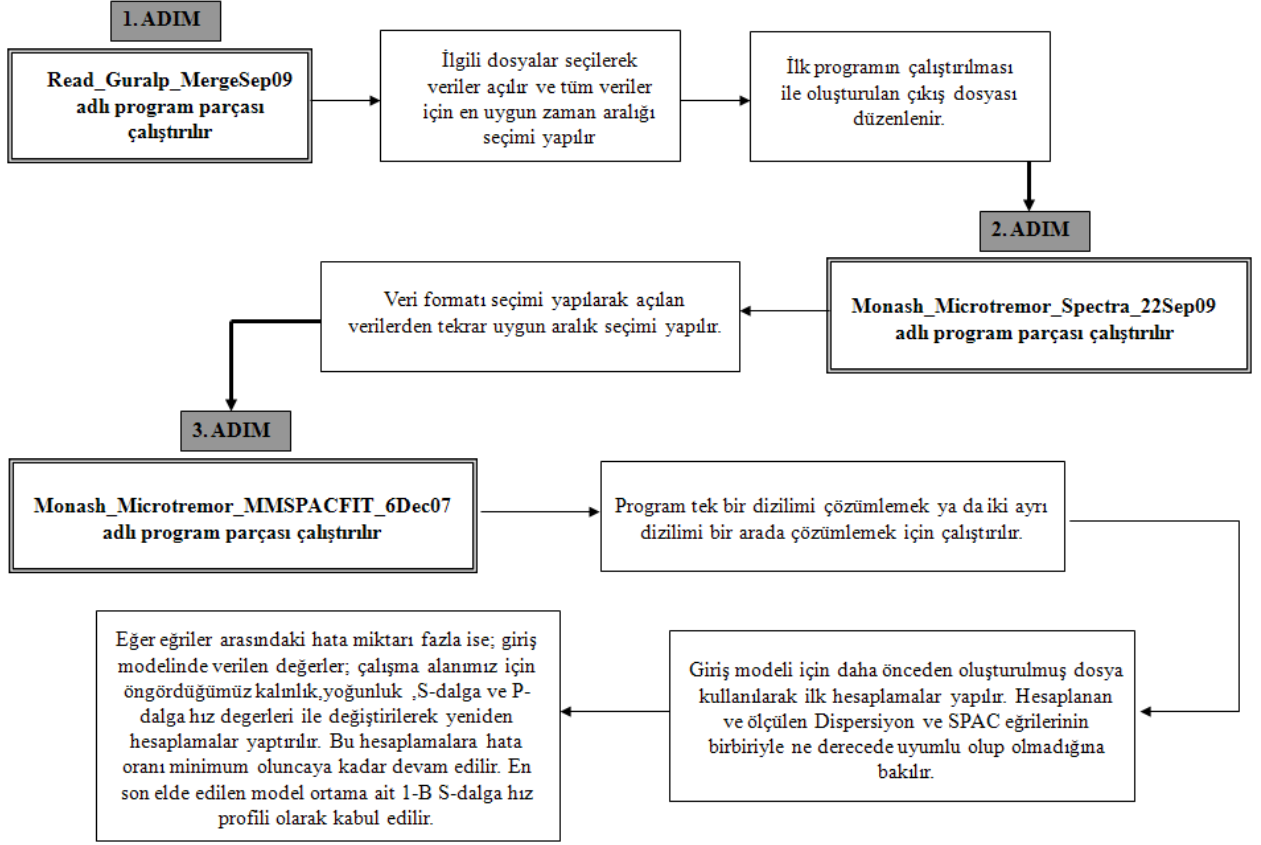 1. ADIM
Read_Guralp_MergeSep09
adlı program parçası
çalıştırılır
İlgili dosyalar seçilerek
veriler açılır ve tüm veriler
için en uygun zaman aralığı
seçimi yapılır
İlk programın çalıştırılması
ile oluşturulan çıkış dosyası
düzenlenir.
2. ADIM
Monash_Microtremor_Spectra_22Sep09
adlı program parçası çalıştırılır
Veri formatı seçimi yapılarak açılan
verilerden tekrar uygun aralık seçimi yapılır.
3. ADIM
Monash_Microtremor_MMSPACFIT_6Dec07
adlı program parçası çalıştırılır
Program tek bir dizilimi çözümlemek ya da iki ayrı
dizilimi bir arada çözümlemek için çalıştırılır.
Giriş modeli için daha önceden oluşturulmuş dosya
kullanılarak ilk hesaplamalar yapılır. Hesaplanan
ve ölçülen Dispersiyon ve SPAC eğrilerinin
birbiriyle ne derecede uyumlu olup olmadığına
bakılır.
Eğer eğriler arasındaki hata miktarı fazla ise; giriş
modelinde verilen değerler; çalışma alanımız için
öngördüğümüz kalınlık,yoğunluk ,S-dalga ve P-
dalga hız degerleri ile değiştirilerek yeniden
hesaplamalar yaptırılır. Bu hesaplamalara hata
oranı minimum oluncaya kadar devam edilir. En
son elde edilen model ortama ait 1-B S-dalga hız
profili olarak kabul edilir.